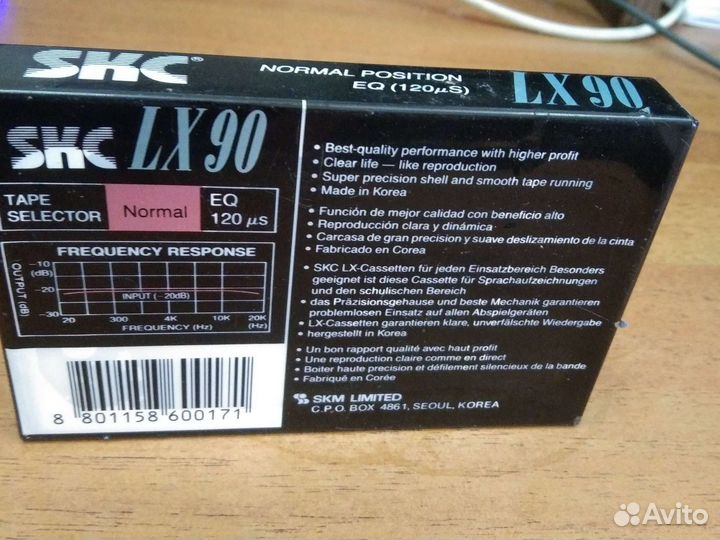 SKC®
NORMAL POSITION
EQ (120µS)
LX 90
SKC LX 90
TAPE SELECTOR
Normal
EQ
120 µs
FREQUENCY RESPONSE
OUTPUT (dB)
-10
(dB)
-20
-30
INPUT (-20dB)
20 300 4K 10K 20K
FREQUENCY (Hz) (Hz)
8 801158 600171
• Best-quality performance with higher profit
• Clear life — like reproduction
• Super precision shell and smooth tape running
• Made in Korea
• Función de mejor calidad con beneficio alto
• Reproducción clara y dinámica
• Carcasa de gran precision y suave deslizamiento de la cinta
• Fabricado en Corea
• SKC LX-Cassetten für jeden Einsatzbereich Besonders
geeignet ist diese Cassette für Sprachaufzeichnungen
und den schulischen Bereich
• das Präzisionsgehause und beste Mechanik garantieren
problemlosen Einsatz auf allen Abspielgeräten
• LX-Cassetten garantieren klare, unverfälschte Wiedergabe
• hergestellt in Korea
• Un bon rapport qualité avec haut profit
• Une reproduction claire comme en direct
• Boiter haute precision et défilement silencieux de la bande
• Fabriqué en Corée
SKM LIMITED
C.P.O. BOX 4861, SEOUL, KOREA
Avito